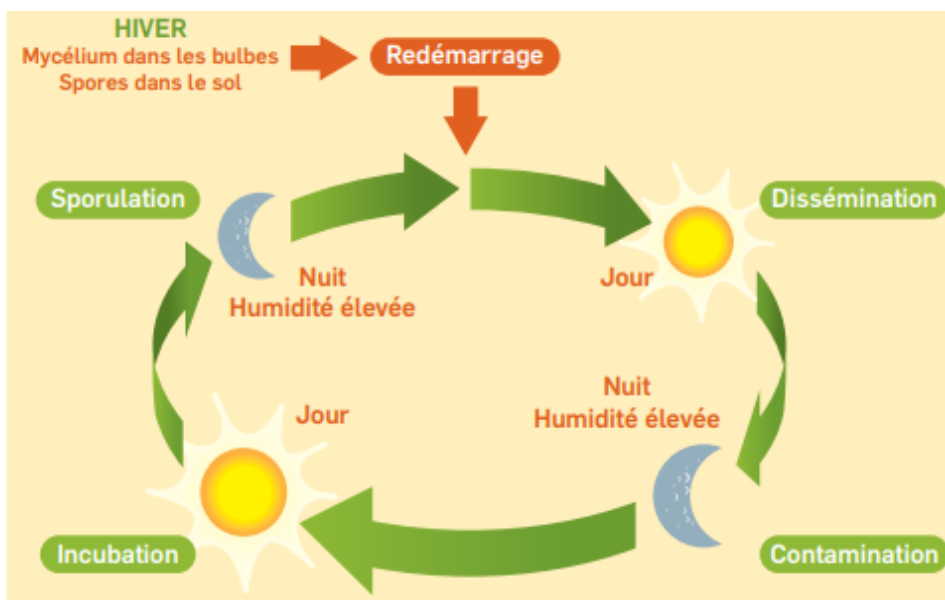 HIVER
Mycélium dans les bulbes
Spores dans le sol
Redémarrage
Sporulation
Dissémination
Nuit
Humidité élevée
Jour
Nuit
Humidité élevée
Jour
Incubation
Contamination